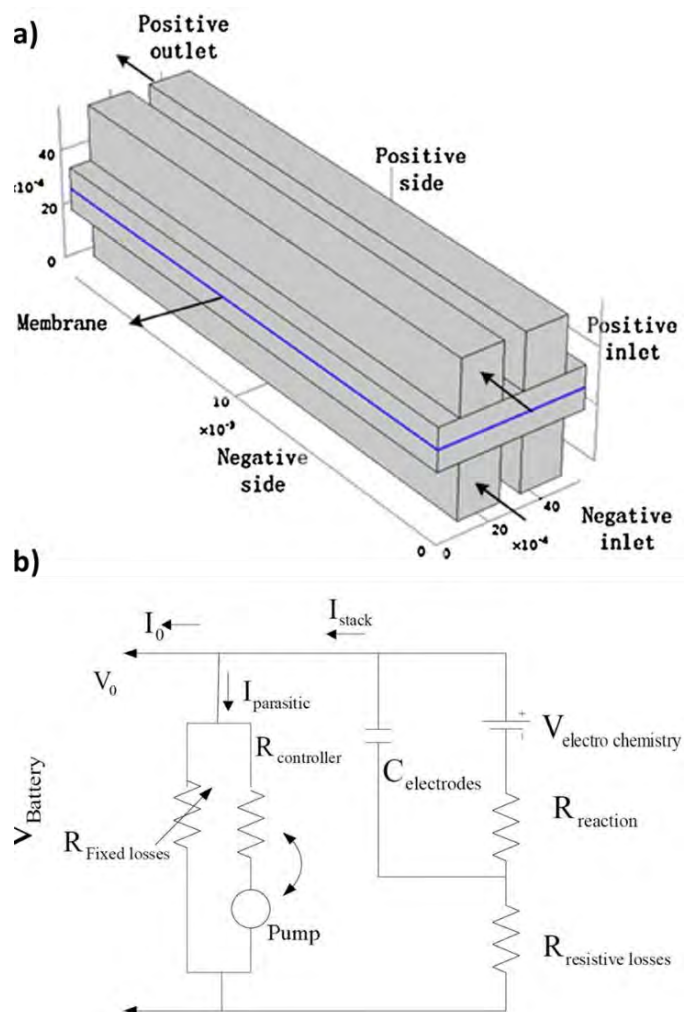 a)
Positive
outlet
Positive
side
40
×10⁻⁴
20
0
Membrane
Positive
inlet
10
×10⁻³
Negative
side
40
20
×10⁻⁴
0
0
Negative
inlet
b)
I0
Istack
V0
Iparasitic
Rcontroller
Velectro chemistry
Celectrodes
VBattery
Rreaction
RFixed losses
Pump
Rresistive losses